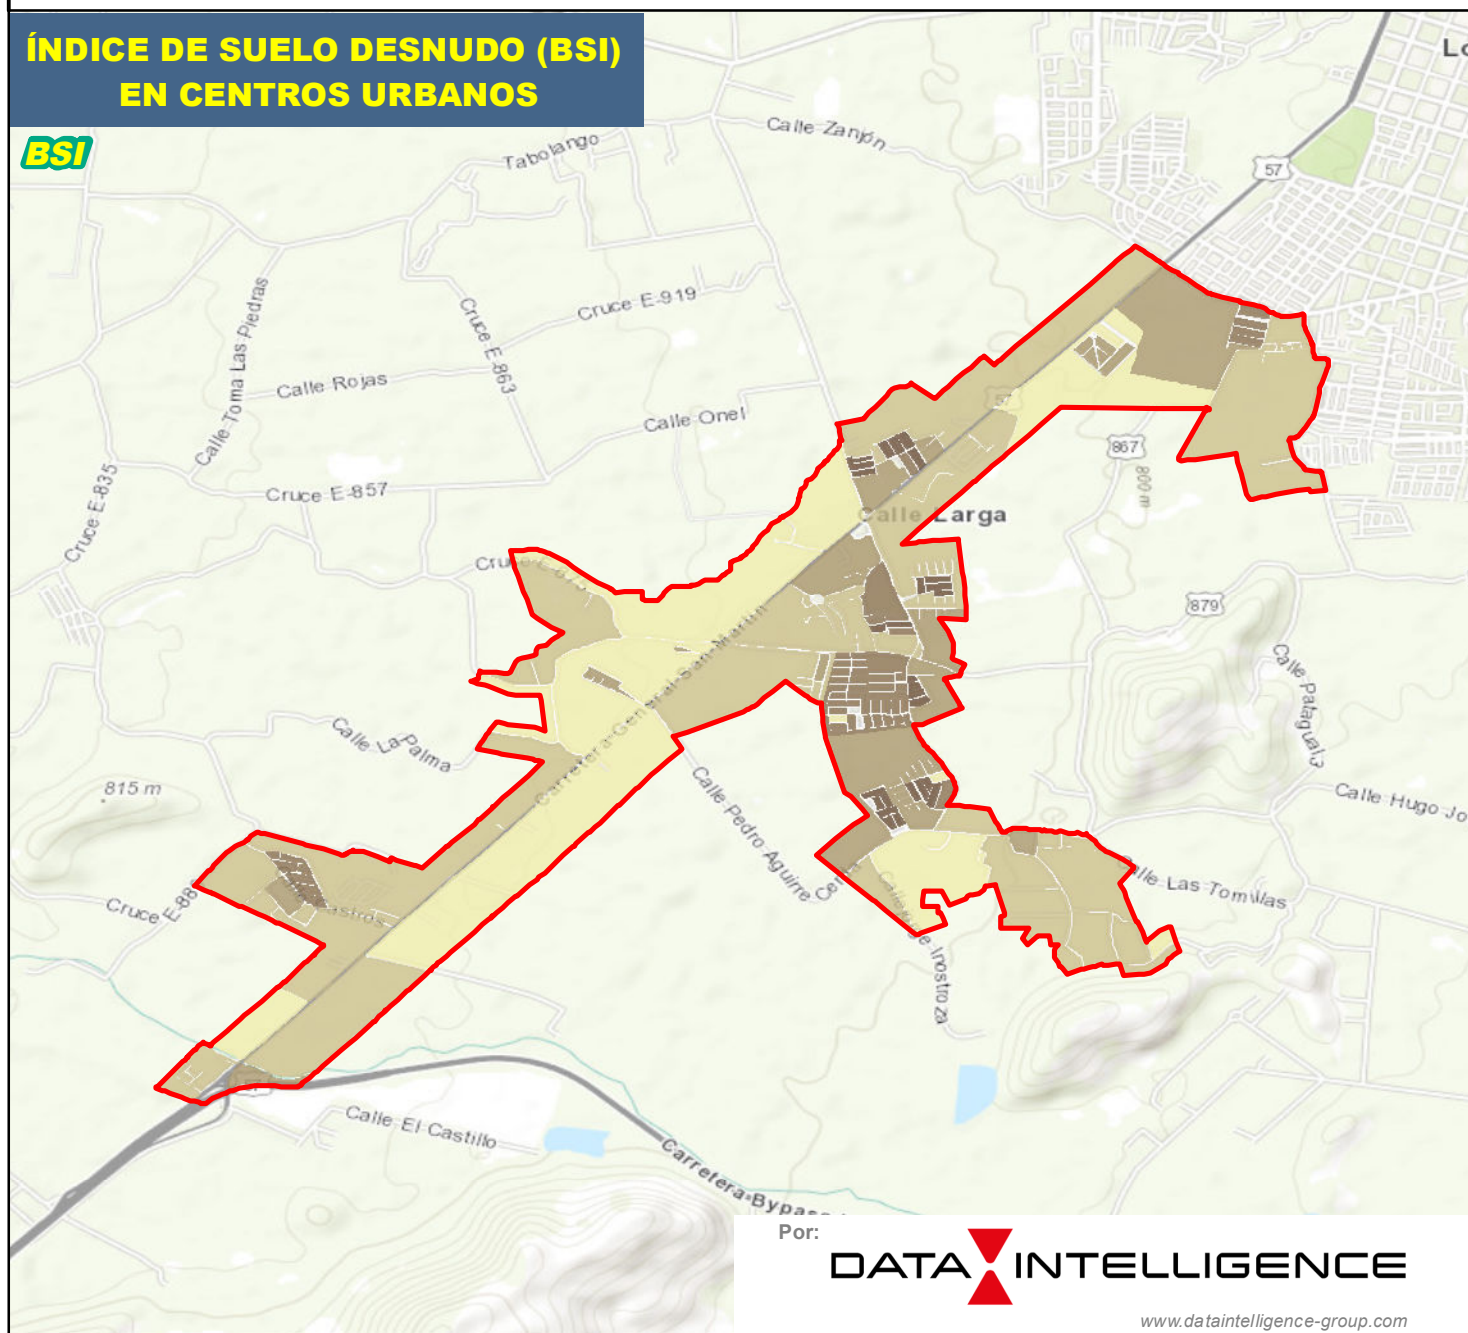 ÍNDICE DE SUELO DESNUDO (BSI)
EN CENTROS URBANOS
BSI
Lo
Calle Zanjón
Tabolango
57
Cruce E-919
Calle Toma Las Piedras
Cruce E-863
Calle Rojas
Calle Onel
867
800 m
Cruce E-835
Cruce E-857
Calle Larga
879
Carretera General San Martín
Calle Pataguals
Calle La Palma
815 m
Calle Pedro Aguirre Cerda
Calle Hugo Jo
Calle Las Tomillas
Cruce E-88
Inostroza
Calle El Castillo
Carretera Bypass
Por:
DATA INTELLIGENCE
www.dataintelligence-group.com